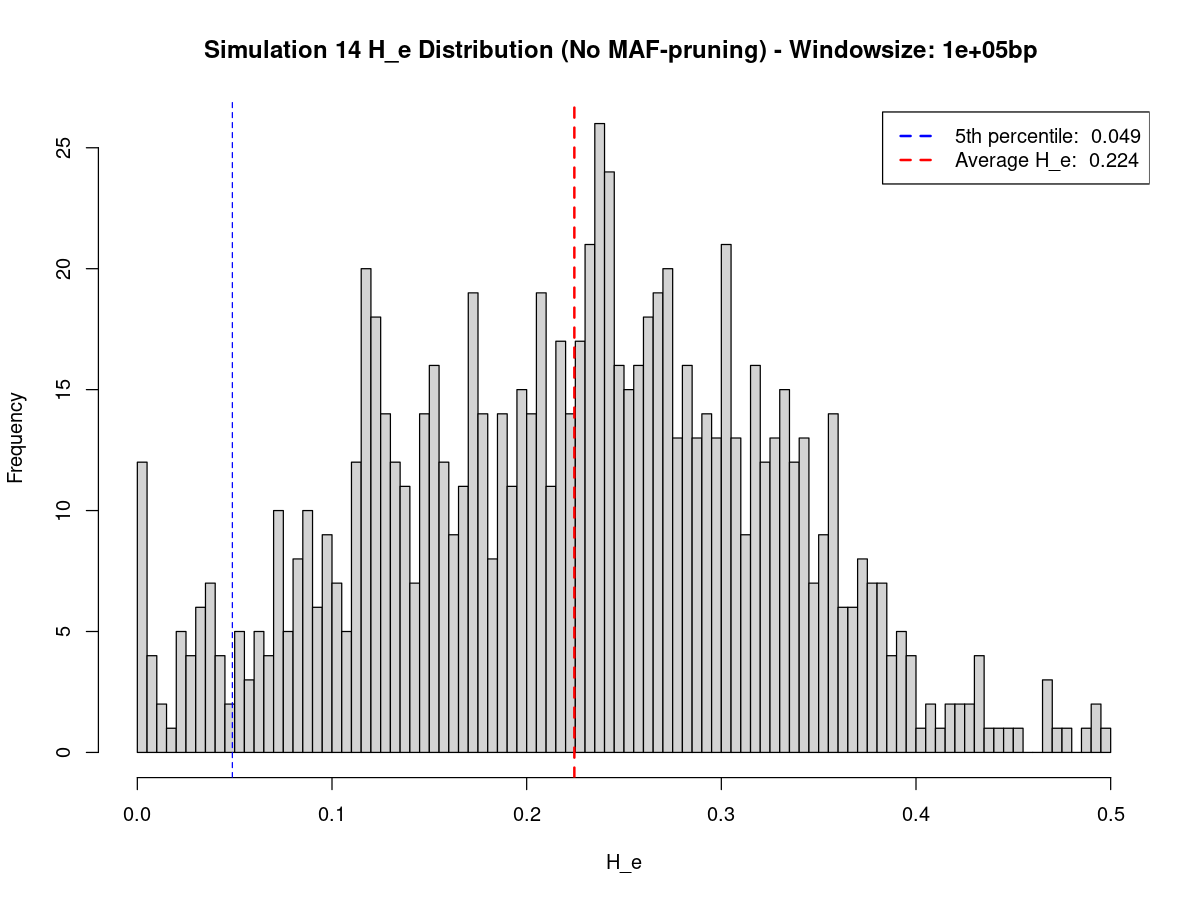 Simulation 14 H_e Distribution (No MAF-pruning) - Windowsize: 1e+05bp
5th percentile:  0.049
Average H_e:  0.224
Frequency
25
20
15
10
5
0
0.0 0.1 0.2 0.3 0.4 0.5
H_e